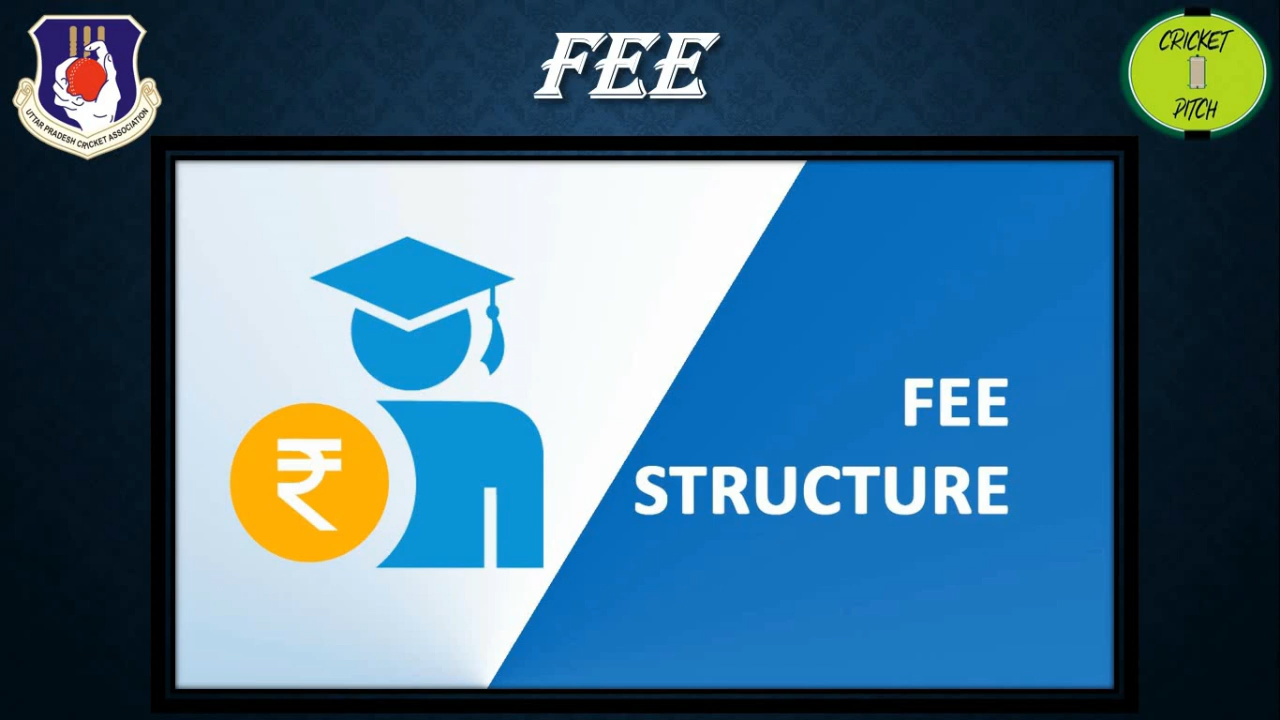 FEE
UTTAR PRADESH CRICKET ASSOCIATION
CRICKET
PITCH
₹
FEE
STRUCTURE